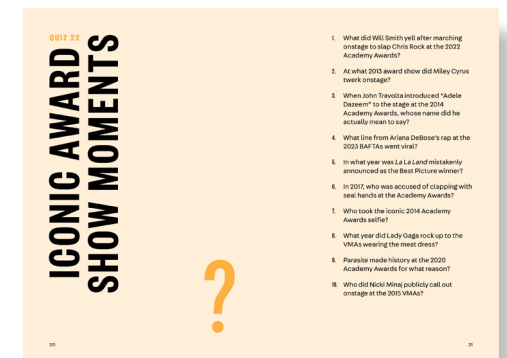 QUIZ 22
ICONIC AWARD
SHOW MOMENTS
?
20
1. What did Will Smith yell after marching
onstage to slap Chris Rock at the 2022
Academy Awards?
2. At what 2013 award show did Miley Cyrus
twerk onstage?
3. When John Travolta introduced “Adele
Dazeem” to the stage at the 2014
Academy Awards, whose name did he
actually mean to say?
4. What line from Ariana DeBose’s rap at the
2023 BAFTAs went viral?
5. In what year was La La Land mistakenly
announced as the Best Picture winner?
6. In 2017, who was accused of clapping with
seal hands at the Academy Awards?
7. Who took the iconic 2014 Academy
Awards selfie?
8. What year did Lady Gaga rock up to the
VMAs wearing the meat dress?
9. Parasite made history at the 2020
Academy Awards for what reason?
10. Who did Nicki Minaj publicly call out
onstage at the 2015 VMAs?
21